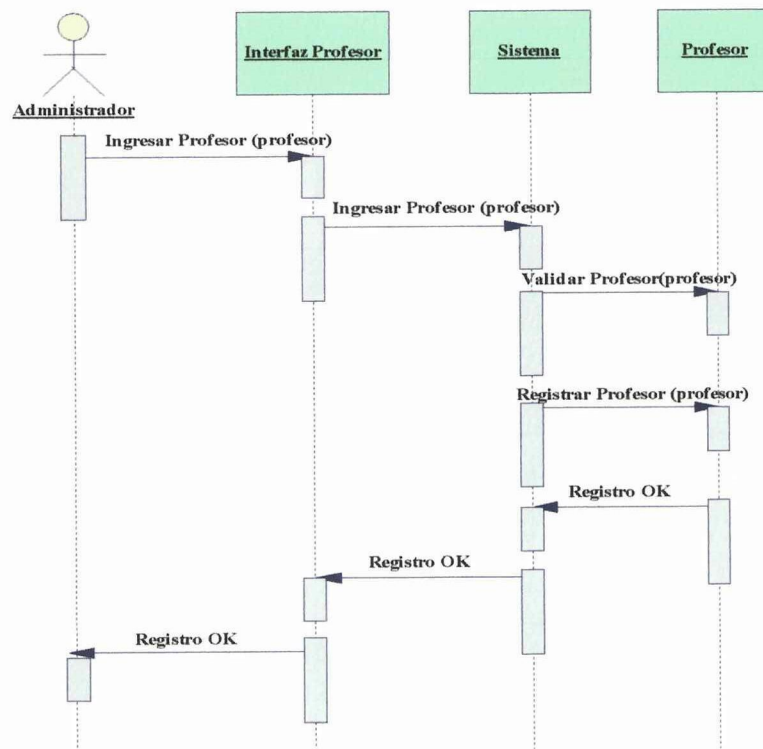 Interfaz Profesor
Sistema
Profesor
Administrador
Ingresar Profesor (profesor)
Ingresar Profesor (profesor)
Validar Profesor(profesor)
Registrar Profesor (profesor)
Registro OK
Registro OK
Registro OK